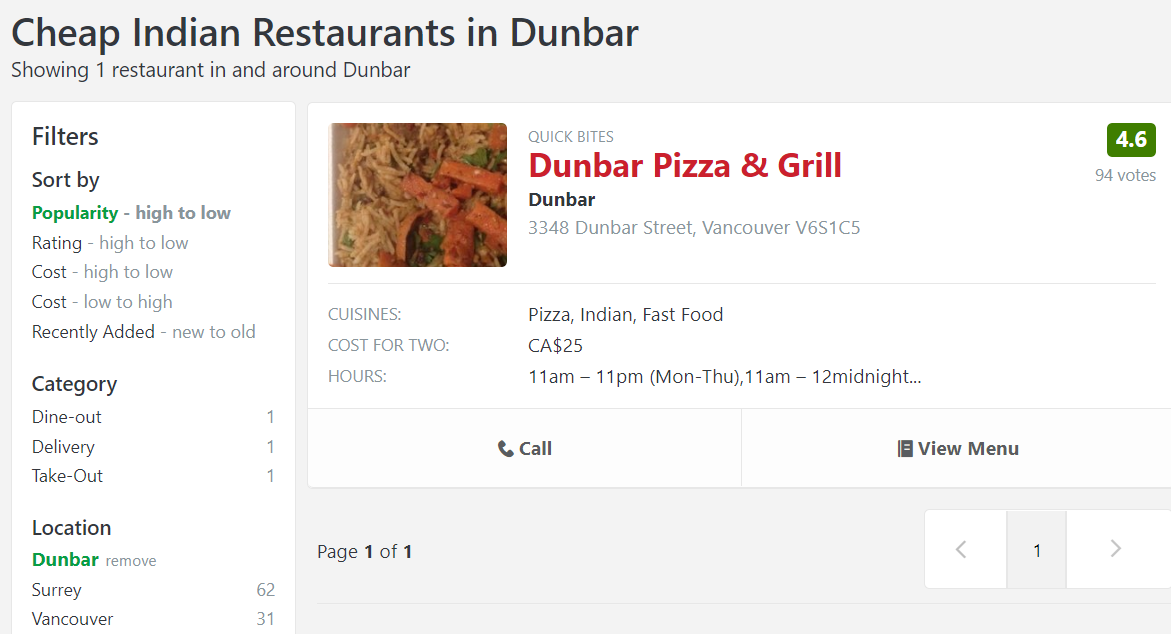 Cheap Indian Restaurants in Dunbar
Showing 1 restaurant in and around Dunbar
Filters
Sort by
Popularity - high to low
Rating - high to low
Cost - high to low
Cost - low to high
Recently Added - new to old
Category
Dine-out 1
Delivery 1
Take-Out 1
Location
Dunbar remove
Surrey 62
Vancouver 31
QUICK BITES
Dunbar Pizza & Grill
Dunbar
3348 Dunbar Street, Vancouver V6S1C5
4.6
94 votes
CUISINES: Pizza, Indian, Fast Food
COST FOR TWO: CA$25
HOURS: 11am – 11pm (Mon-Thu),11am – 12midnight...
Call
View Menu
Page 1 of 1
1